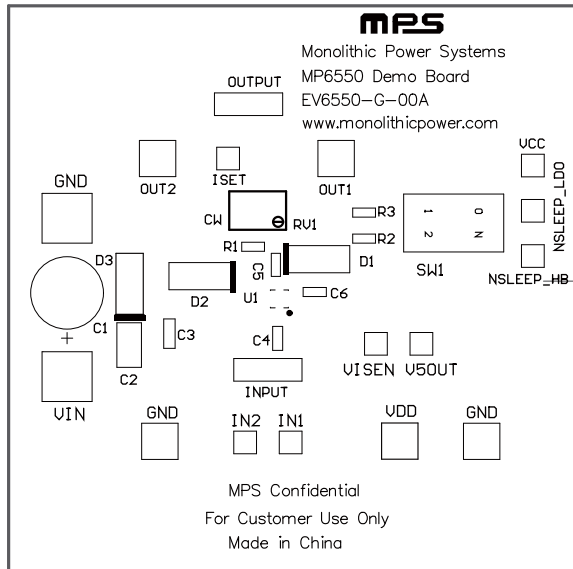 MPS
Monolithic Power Systems
MP6550 Demo Board
EV6550-G-00A
www.monolithicpower.com
OUTPUT
VCC
NSLEEP_LDO
GND
OUT2
ISET
OUT1
CW
RV1
R3
1 O
2 N
R1
R2
SW1
NSLEEP_HB
D3
C5
D1
D2
U1
C6
C1
C3
+
C4
C2
VISEN
V5OUT
INPUT
VIN
GND
IN2
IN1
VDD
GND
MPS Confidential
For Customer Use Only
Made in China